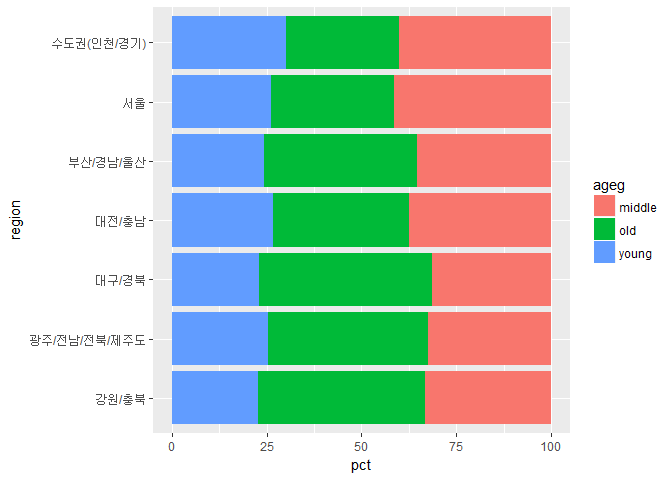 수도권(인천/경기)
서울
부산/경남/울산
대전/충남
대구/경북
광주/전남/전북/제주도
강원/충북
region
0 25 50 75 100
pct
ageg
middle
old
young